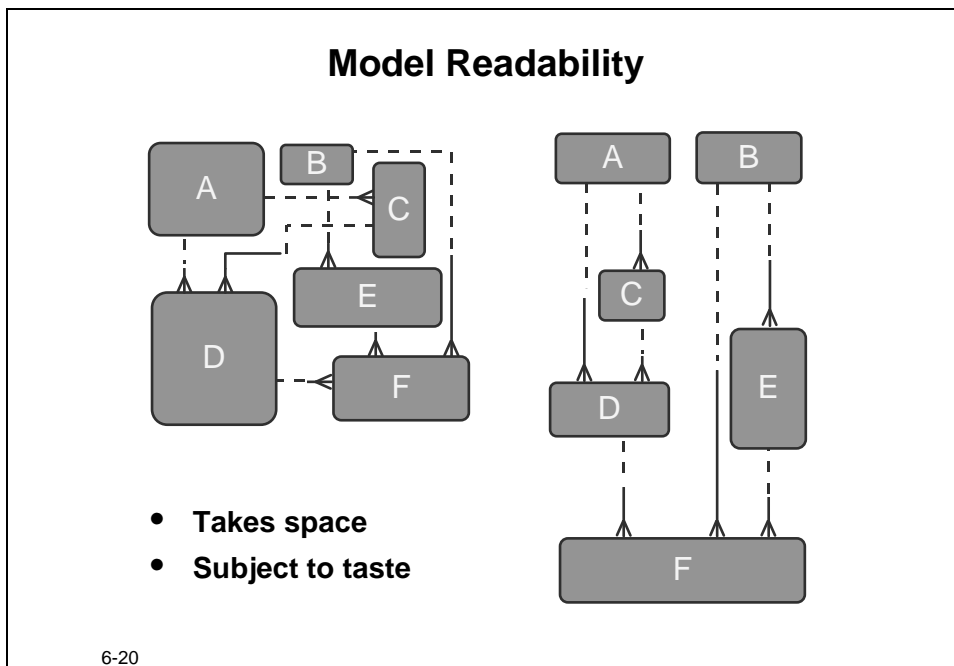 Model Readability
A
B
C
D
E
F
A
B
C
D
E
F
• Takes space
• Subject to taste
6-20